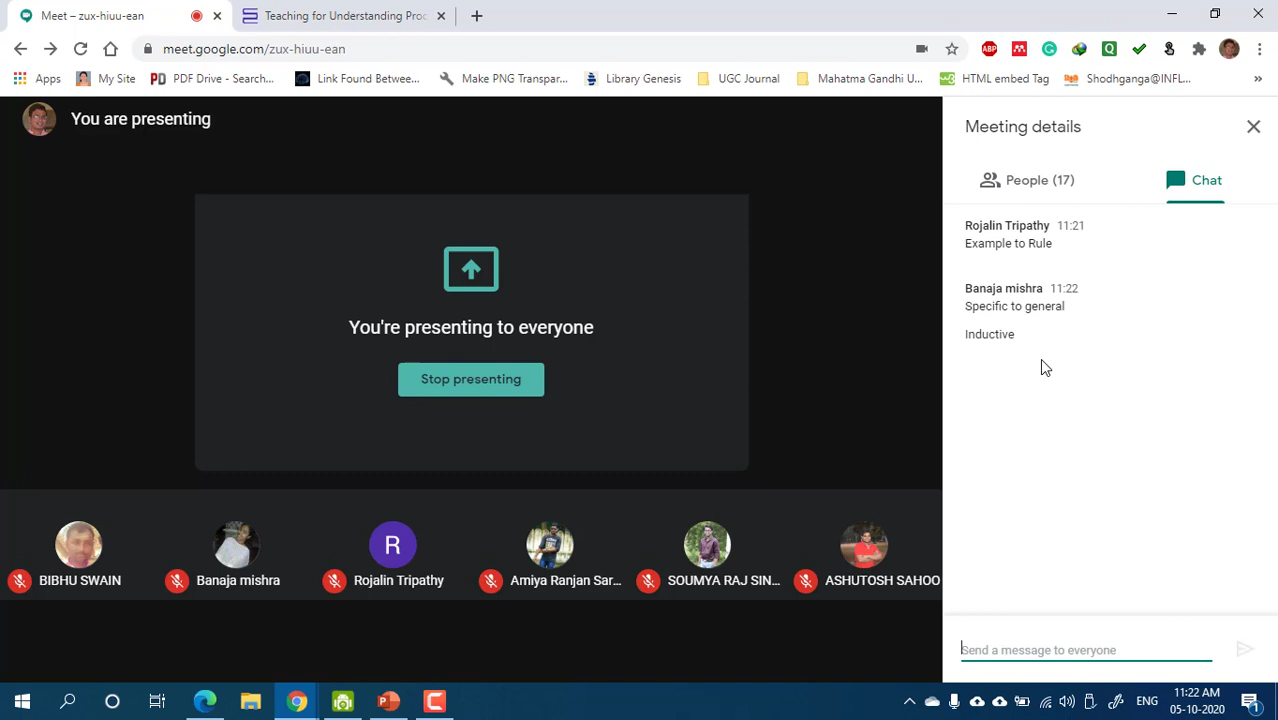 Meet – zux-hiuu-ean
Teaching for Understanding Pro
meet.google.com/zux-hiuu-ean
ABP
Apps
My Site
PD
PDF Drive - Search...
Link Found Betwee...
Make PNG Transpar...
Library Genesis
UGC Journal
Mahatma Gandhi U...
HTML embed Tag
Shodhganga@INFL...
You are presenting
You're presenting to everyone
Stop presenting
BIBHU SWAIN
Banaja mishra
R
Rojalin Tripathy
Amiya Ranjan Sar...
SOUMYA RAJ SIN...
ASHUTOSH SAHOO
Meeting details
People (17)
Chat
Rojalin Tripathy 11:21
Example to Rule
Banaja mishra 11:22
Specific to general
Inductive
Send a message to everyone
ENG
11:22 AM
05-10-2020
1